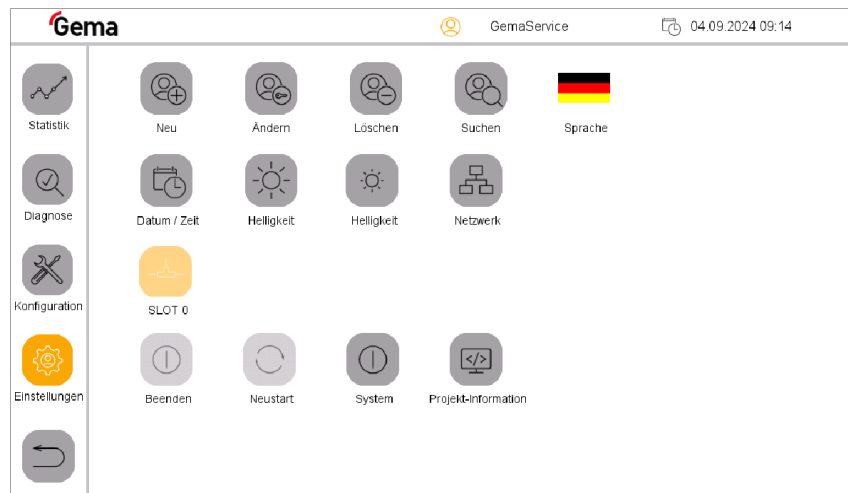 Gema
GemaService
04.09.2024 09:14
Statistik
Neu
Ändern
Löschen
Suchen
Sprache
Diagnose
Datum / Zeit
Helligkeit
Helligkeit
Netzwerk
Konfiguration
SLOT 0
Einstellungen
Beenden
Neustart
System
Projekt-Information